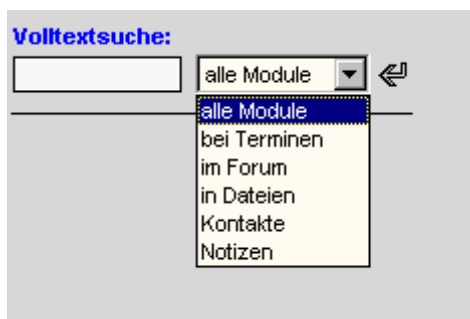 Volltextsuche:
alle Module
alle Module
bei Terminen
im Forum
in Dateien
Kontakte
Notizen